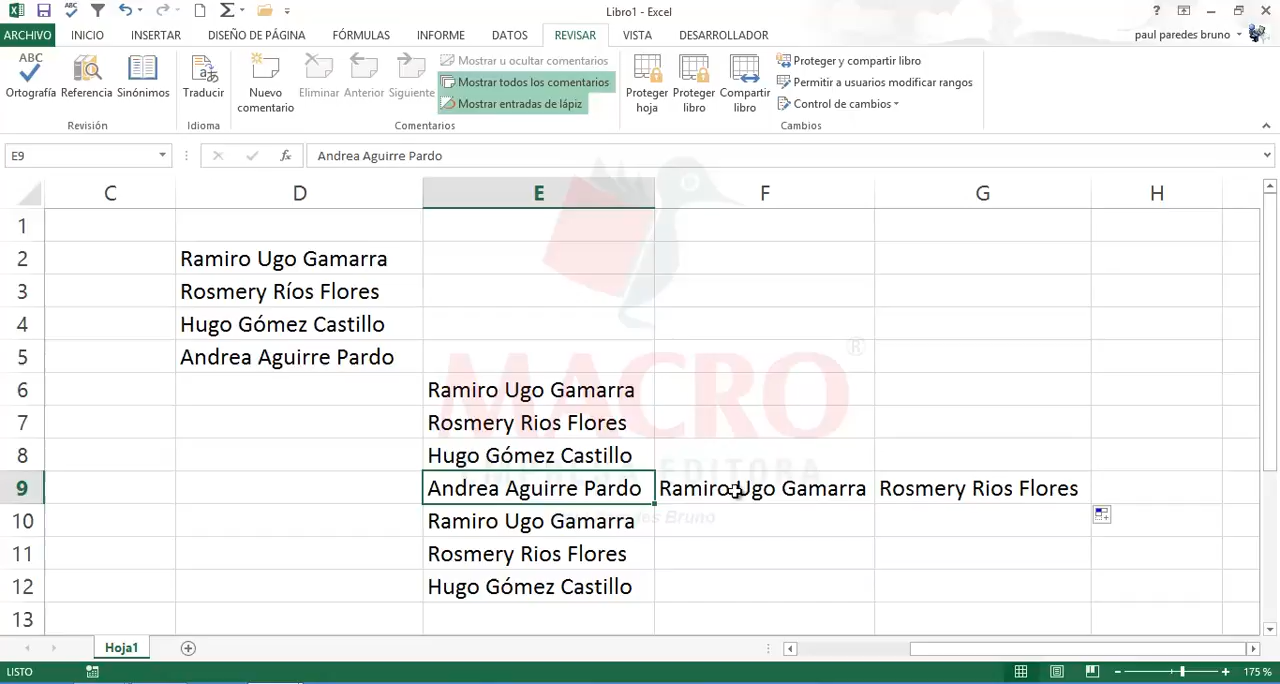 Libro1 - Excel
ARCHIVO INICIO INSERTAR DISEÑO DE PÁGINA FÓRMULAS INFORME DATOS REVISAR VISTA DESARROLLADOR paul paredes bruno
ABC
Ortografía Referencia Sinónimos Traducir Nuevo comentario Eliminar Anterior Siguiente
Mostrar u ocultar comentarios
Mostrar todos los comentarios
Mostrar entradas de lápiz
Proteger hoja Proteger libro Compartir libro
Proteger y compartir libro
Permitir a usuarios modificar rangos
Control de cambios
Revisión Idioma Comentarios Cambios
E9 fx Andrea Aguirre Pardo
C D E F G H
1
2 Ramiro Ugo Gamarra
3 Rosmery Ríos Flores
4 Hugo Gómez Castillo
5 Andrea Aguirre Pardo
MACRO ®
6 Ramiro Ugo Gamarra
7 Rosmery Rios Flores
8 Hugo Gómez Castillo
EDITORA
9 Andrea Aguirre Pardo Ramiro Ugo Gamarra Rosmery Rios Flores
Bruno
10 Ramiro Ugo Gamarra
11 Rosmery Rios Flores
12 Hugo Gómez Castillo
13
Hoja1
LISTO 175 %